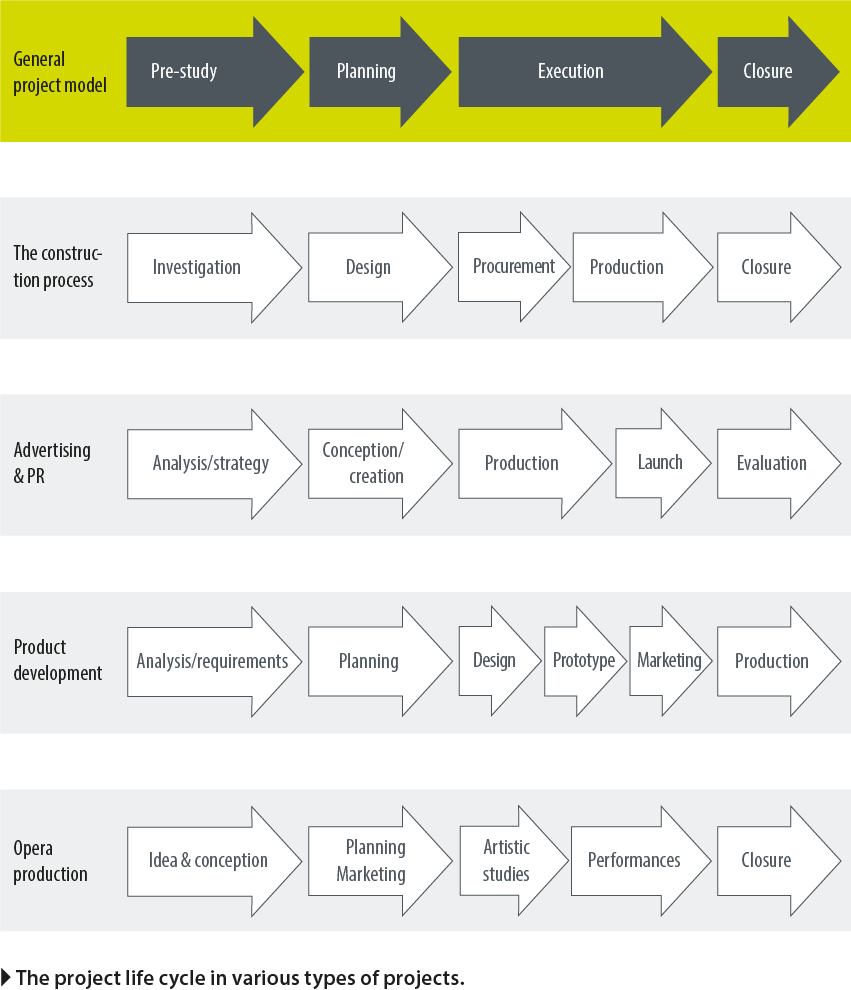 General
project model
Pre-study
Planning
Execution
Closure
The construc-
tion process
Investigation
Design
Procurement
Production
Closure
Advertising
& PR
Analysis/strategy
Conception/
creation
Production
Launch
Evaluation
Product
development
Analysis/requirements
Planning
Design
Prototype
Marketing
Production
Opera
production
Idea & conception
Planning
Marketing
Artistic
studies
Performances
Closure
The project life cycle in various types of projects.